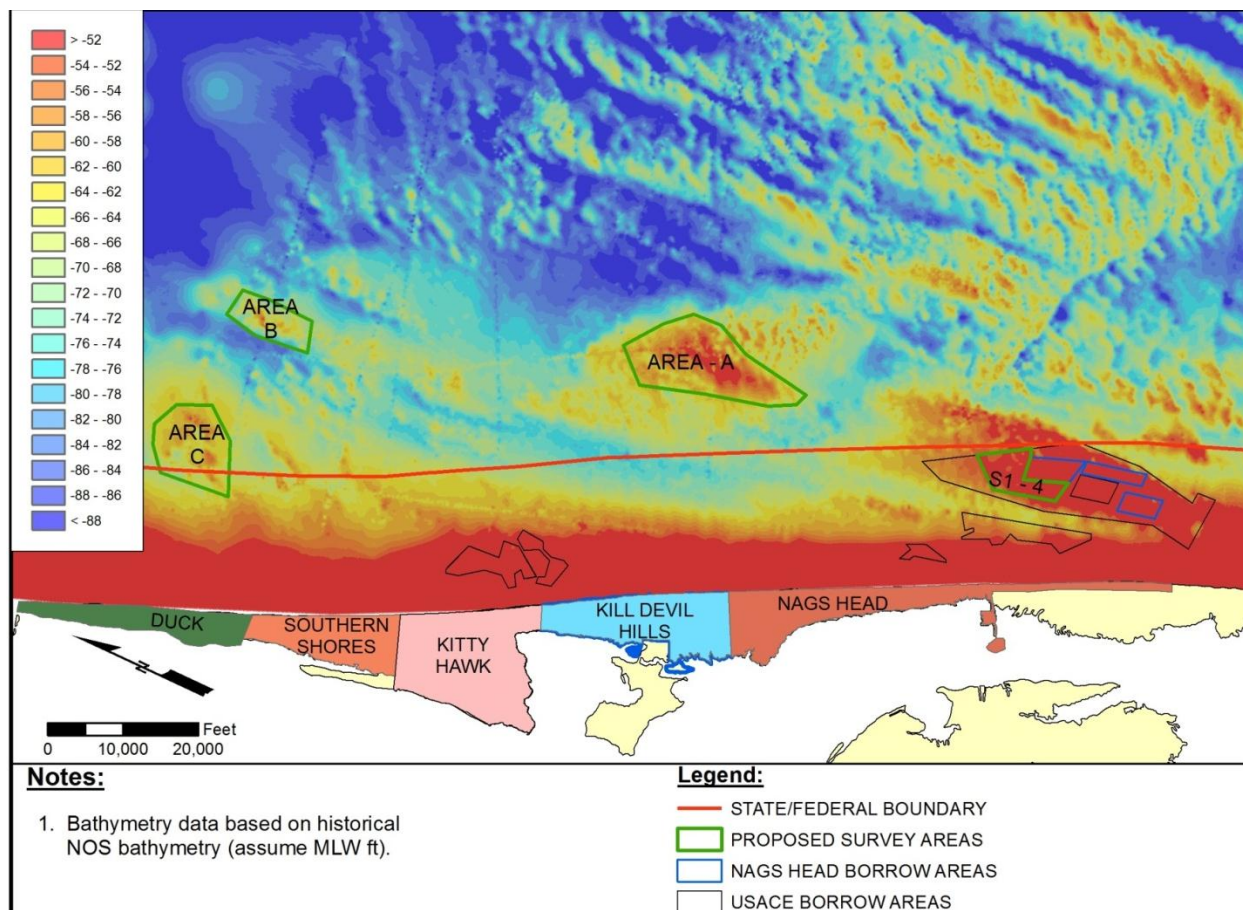 > -52
-54 - -52
-56 - -54
-58 - -56
-60 - -58
-62 - -60
-64 - -62
-66 - -64
-68 - -66
-70 - -68
-72 - -70
-74 - -72
-76 - -74
-78 - -76
-80 - -78
-82 - -80
-84 - -82
-86 - -84
-88 - -86
< -88
AREA
B
AREA - A
AREA
C
S1 - 4
DUCK
SOUTHERN
SHORES
KITTY
HAWK
KILL DEVIL
HILLS
NAGS HEAD
N
Feet
0 10,000 20,000
Notes:
1. Bathymetry data based on historical
NOS bathymetry (assume MLW ft).
Legend:
STATE/FEDERAL BOUNDARY
PROPOSED SURVEY AREAS
NAGS HEAD BORROW AREAS
USACE BORROW AREAS